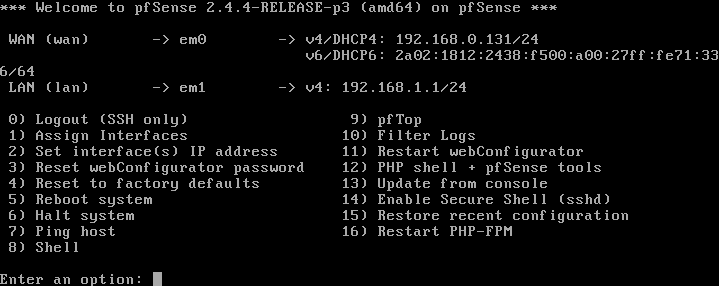 *** Welcome to pfSense 2.4.4-RELEASE-p3 (amd64) on pfSense ***
WAN (wan) -> em0 -> v4/DHCP4: 192.168.0.131/24
v6/DHCP6: 2a02:1812:2438:f500:a00:27ff:fe71:33
6/64
LAN (lan) -> em1 -> v4: 192.168.1.1/24
0) Logout (SSH only) 9) pfTop
1) Assign Interfaces 10) Filter Logs
2) Set interface(s) IP address 11) Restart webConfigurator
3) Reset webConfigurator password 12) PHP shell + pfSense tools
4) Reset to factory defaults 13) Update from console
5) Reboot system 14) Enable Secure Shell (sshd)
6) Halt system 15) Restore recent configuration
7) Ping host 16) Restart PHP-FPM
8) Shell
Enter an option: